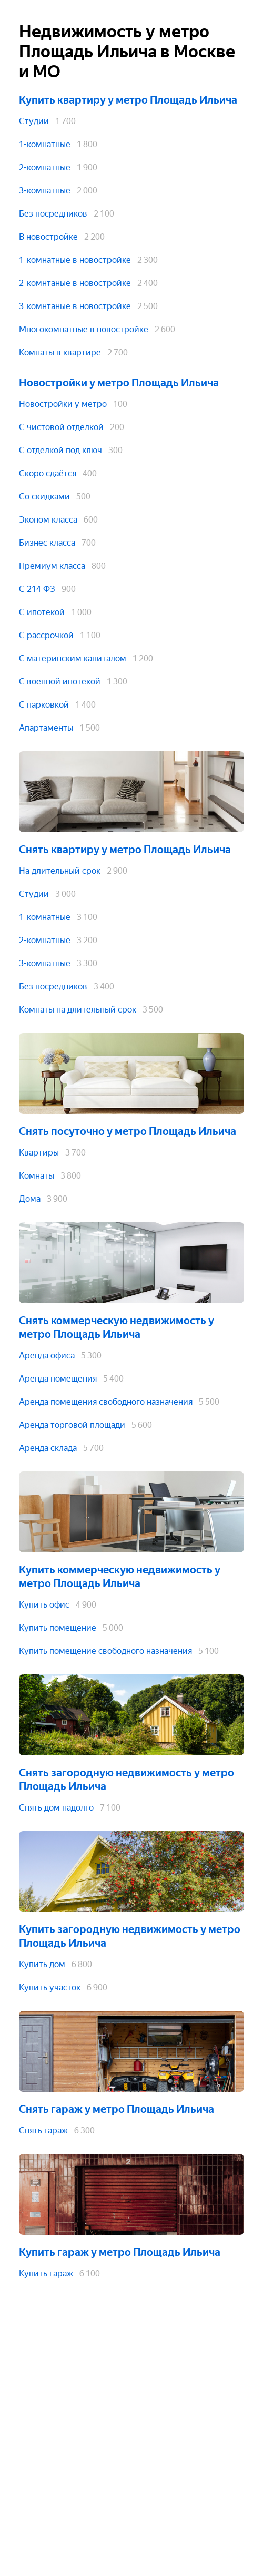 Недвижимость у метро
Площадь Ильича в Москве
и МО
Купить квартиру у метро Площадь Ильича
Студии 1 700
1-комнатные 1 800
2-комнатные 1 900
3-комнатные 2 000
Без посредников 2 100
В новостройке 2 200
1-комнатные в новостройке 2 300
2-комнтаные в новостройке 2 400
3-комнтаные в новостройке 2 500
Многокомнатные в новостройке 2 600
Комнаты в квартире 2 700
Новостройки у метро Площадь Ильича
Новостройки у метро 100
С чистовой отделкой 200
С отделкой под ключ 300
Скоро сдаётся 400
Со скидками 500
Эконом класса 600
Бизнес класса 700
Премиум класса 800
С 214 ФЗ 900
С ипотекой 1 000
С рассрочкой 1 100
С материнским капиталом 1 200
С военной ипотекой 1 300
С парковкой 1 400
Апартаменты 1 500
Снять квартиру у метро Площадь Ильича
На длительный срок 2 900
Студии 3 000
1-комнатные 3 100
2-комнатные 3 200
3-комнатные 3 300
Без посредников 3 400
Комнаты на длительный срок 3 500
Снять посуточно у метро Площадь Ильича
Квартиры 3 700
Комнаты 3 800
Дома 3 900
Снять коммерческую недвижимость у
метро Площадь Ильича
Аренда офиса 5 300
Аренда помещения 5 400
Аренда помещения свободного назначения 5 500
Аренда торговой площади 5 600
Аренда склада 5 700
Купить коммерческую недвижимость у
метро Площадь Ильича
Купить офис 4 900
Купить помещение 5 000
Купить помещение свободного назначения 5 100
Снять загородную недвижимость у метро
Площадь Ильича
Снять дом надолго 7 100
Купить загородную недвижимость у метро
Площадь Ильича
Купить дом 6 800
Купить участок 6 900
Снять гараж у метро Площадь Ильича
Снять гараж 6 300
2
Купить гараж у метро Площадь Ильича
Купить гараж 6 100